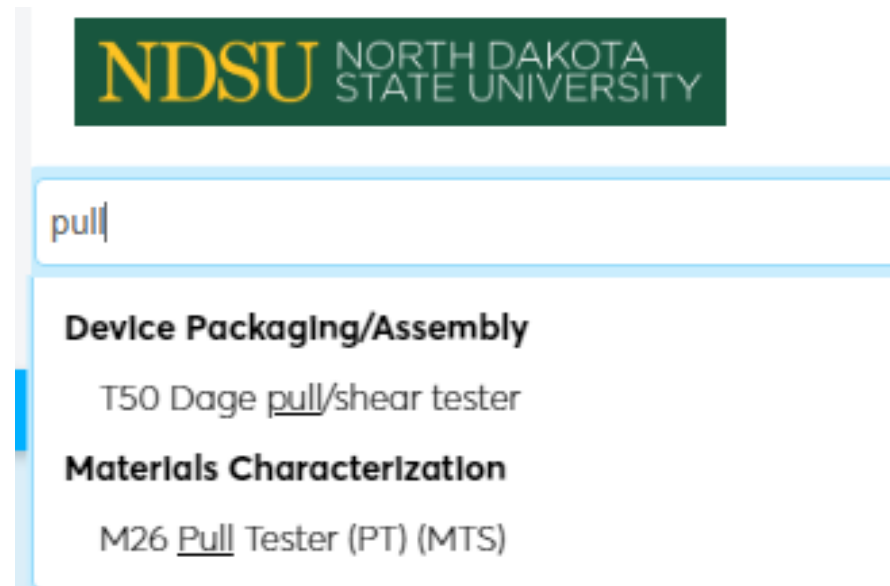 NDSU NORTH DAKOTA
STATE UNIVERSITY
pull
Device Packaging/Assembly
T50 Dage pull/shear tester
Materials Characterization
M26 Pull Tester (PT) (MTS)